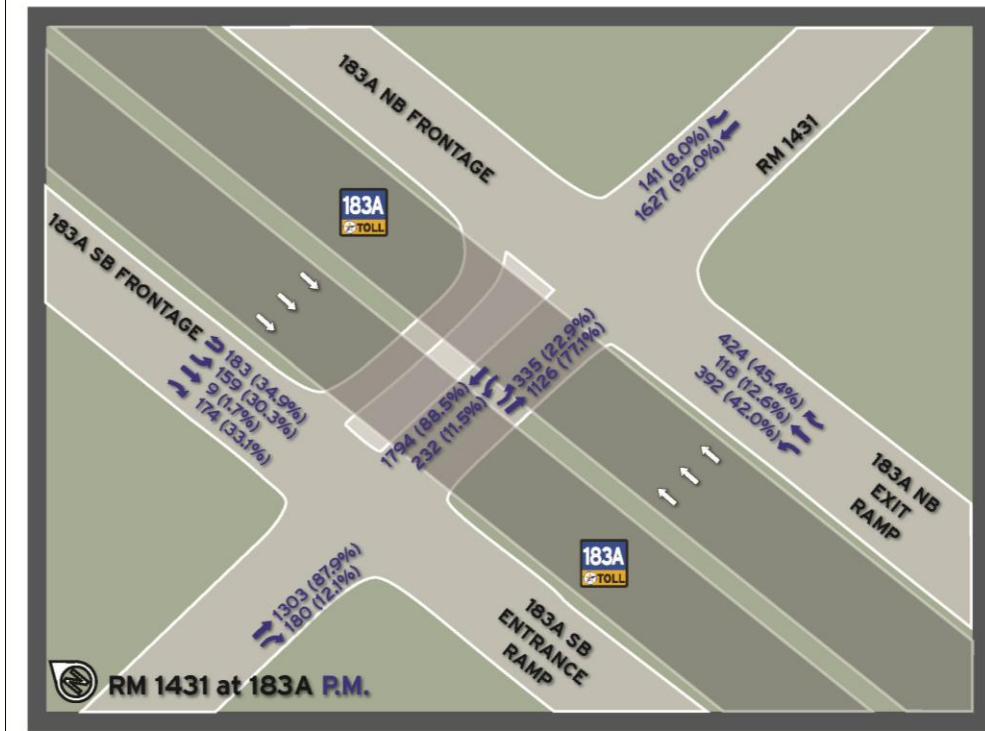 183A NB FRONTAGE
141 (8.0%)
1627 (92.0%)
RM 1431
183A
TOLL
183A SB FRONTAGE
183 (34.9%)
159 (30.3%)
9 (1.7%)
174 (33.1%)
335 (22.9%)
1126 (77.1%)
1794 (88.5%)
232 (11.5%)
424 (45.4%)
118 (12.6%)
392 (42.0%)
183A NB
EXIT
RAMP
183A
TOLL
1303 (87.9%)
180 (12.1%)
183A SB
ENTRANCE
RAMP
N
RM 1431 at 183A P.M.